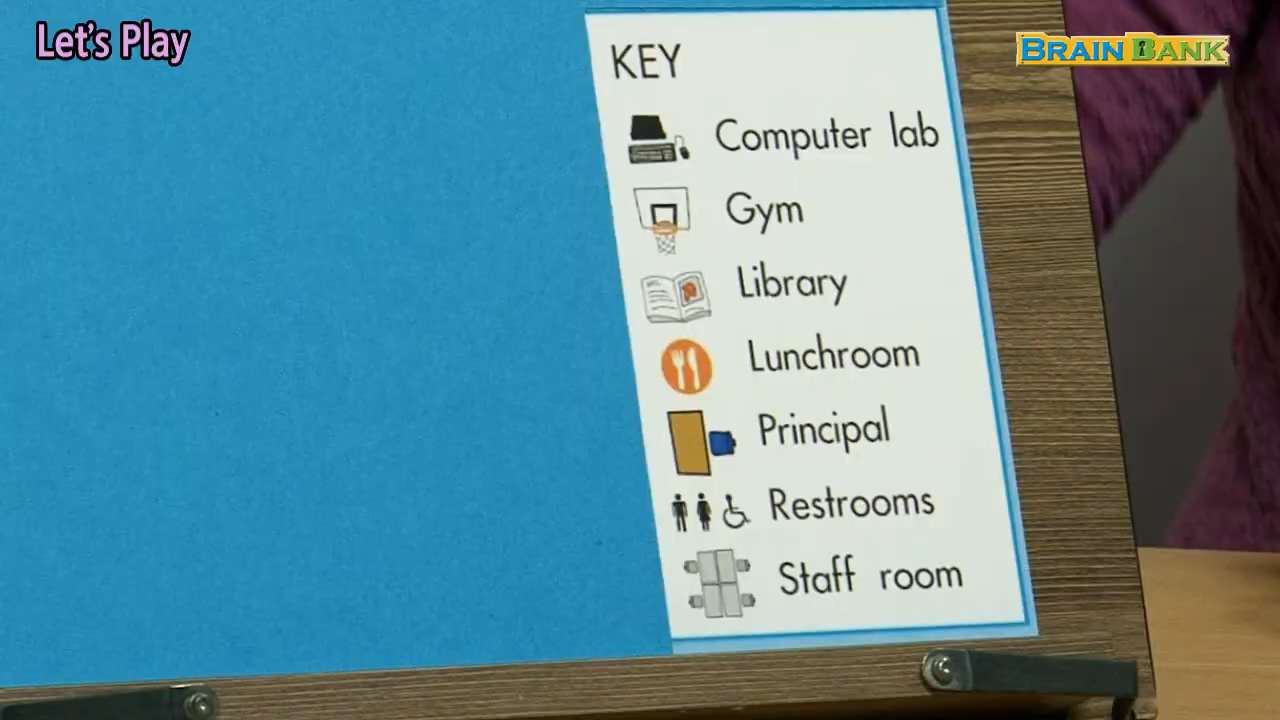 Let's Play
BRAIN BANK
KEY
Computer lab
Gym
Library
Lunchroom
Principal
Restrooms
Staff room